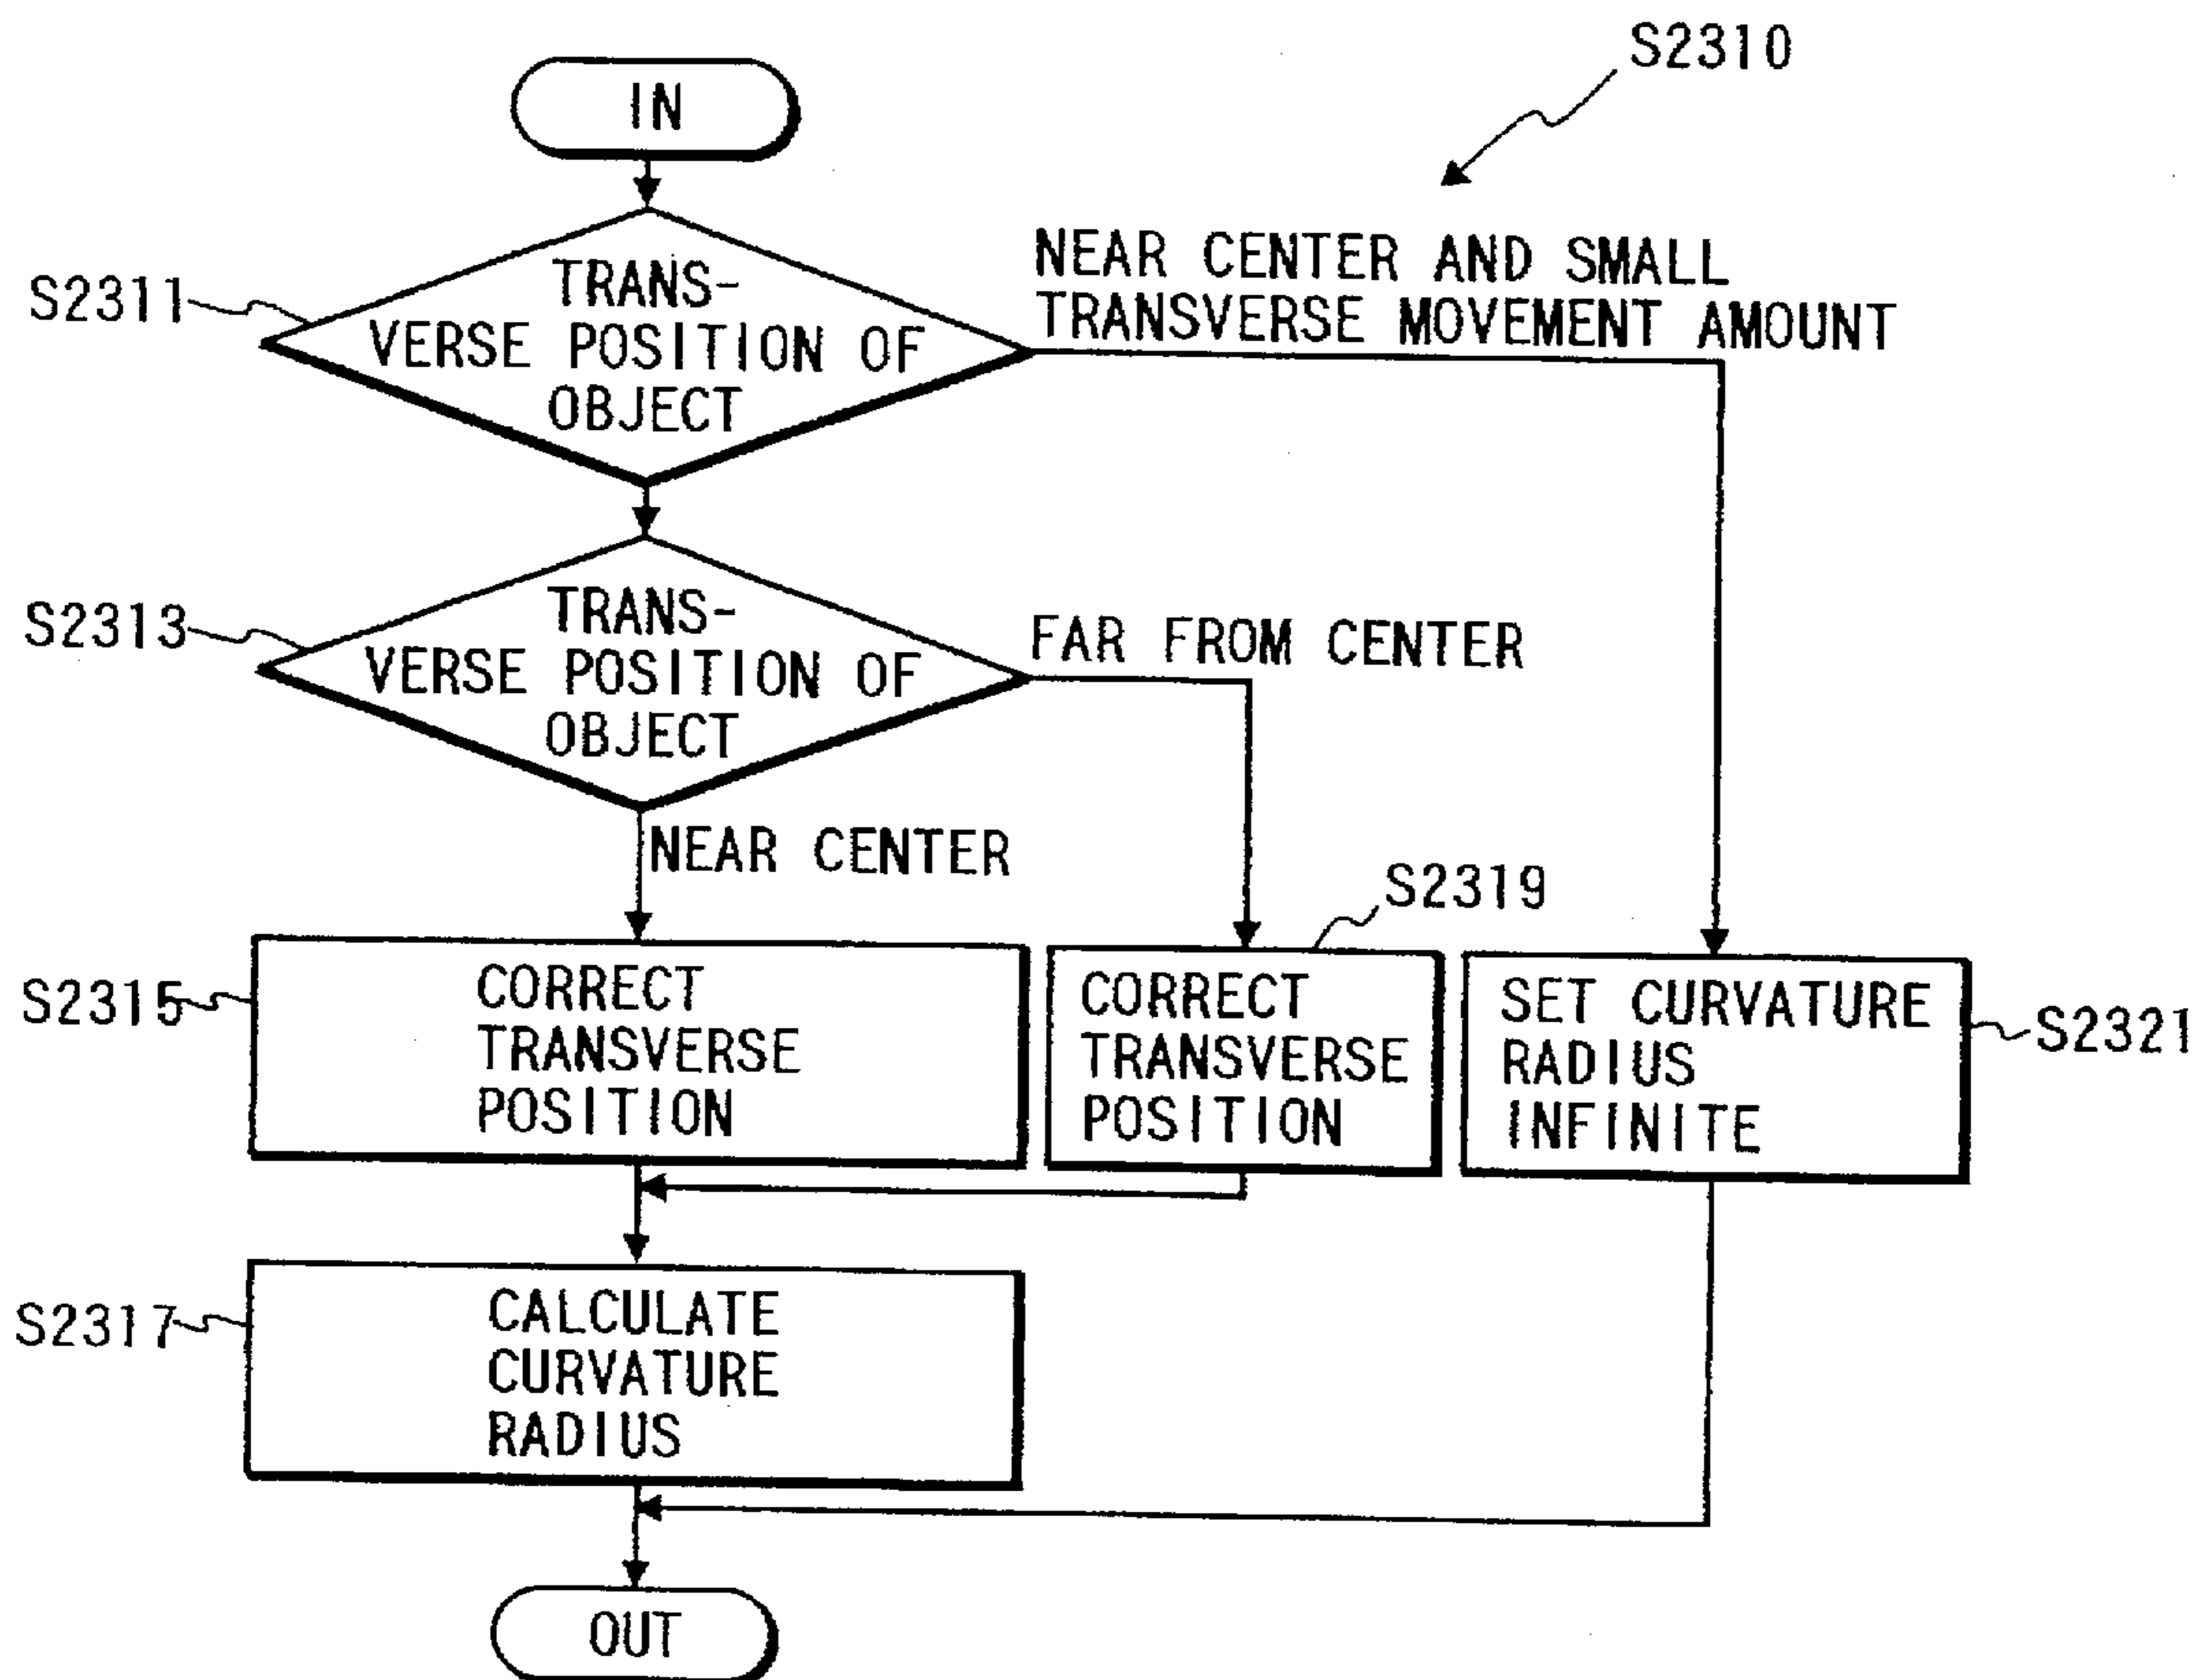 S2310
IN
S2311
TRANS-
VERSE POSITION OF
OBJECT
NEAR CENTER AND SMALL
TRANSVERSE MOVEMENT AMOUNT
S2313
TRANS-
VERSE POSITION OF
OBJECT
FAR FROM CENTER
NEAR CENTER
S2315
CORRECT
TRANSVERSE
POSITION
S2319
CORRECT
TRANSVERSE
POSITION
SET CURVATURE
RADIUS
INFINITE
S2321
S2317
CALCULATE
CURVATURE
RADIUS
OUT